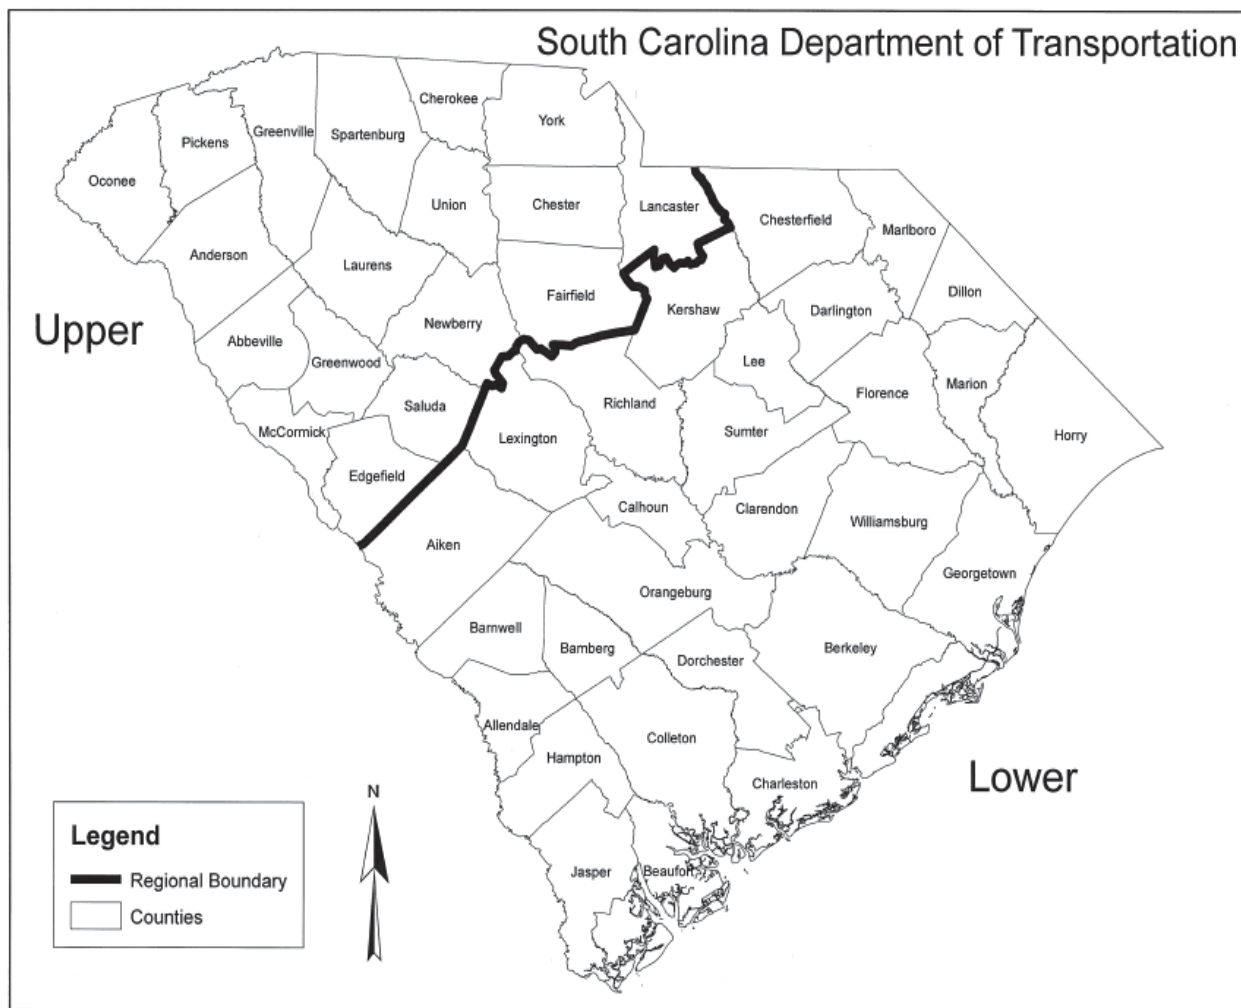 South Carolina Department of Transportation
Cherokee
York
Greenville
Spartenburg
Pickens
Oconee
Union
Chester
Lancaster
Chesterfield
Marlboro
Anderson
Laurens
Fairfield
Kershaw
Darlington
Dillon
Upper
Newberry
Abbeville
Greenwood
Lee
Marion
Florence
Saluda
Richland
McCormick
Lexington
Sumter
Horry
Edgefield
Calhoun
Clarendon
Williamsburg
Aiken
Georgetown
Orangeburg
Barnwell
Bamberg
Dorchester
Berkeley
Allendale
Colleton
Hampton
Charleston
Lower
N
Jasper
Beaufort
Legend
Regional Boundary
Counties